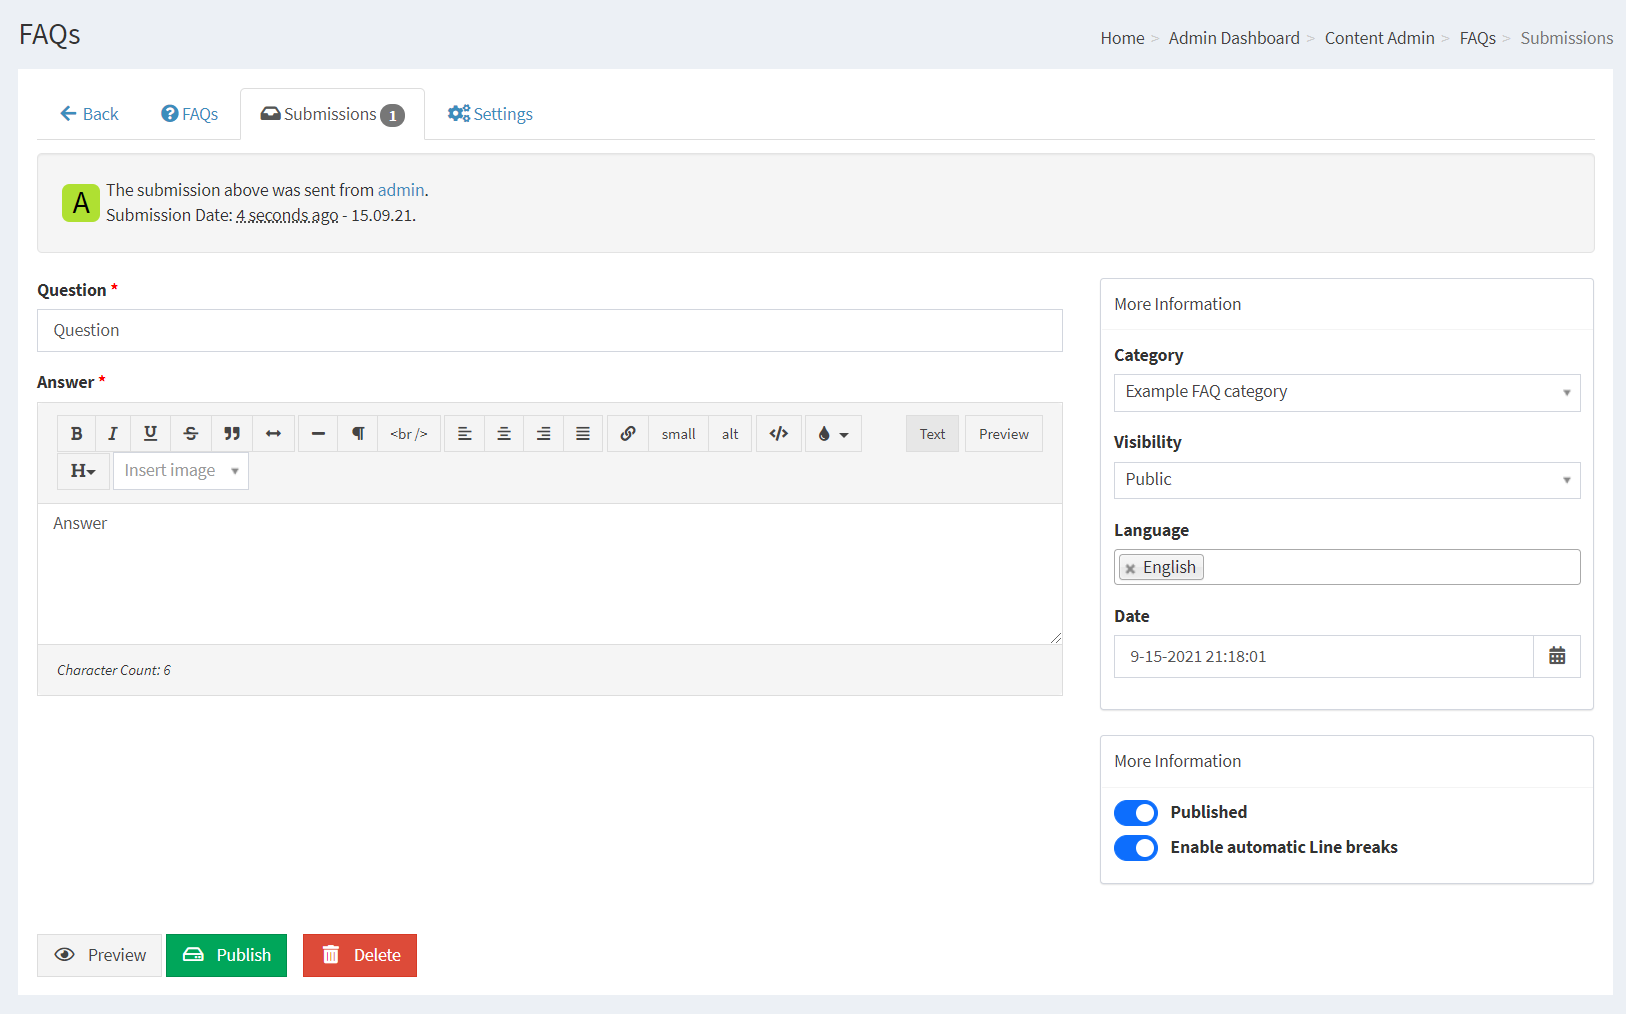 FAQs
Home > Admin Dashboard > Content Admin > FAQs > Submissions
Back FAQs Submissions 1 Settings
A
The submission above was sent from admin.
Submission Date: 4 seconds ago - 15.09.21.
Question *
Question
Answer *
B I U S <br/> small alt </> Text Preview
H Insert image
Answer
Character Count: 6
More Information
Category
Example FAQ category
Visibility
Public
Language
× English
Date
9-15-2021 21:18:01
More Information
Published
Enable automatic Line breaks
Preview Publish Delete